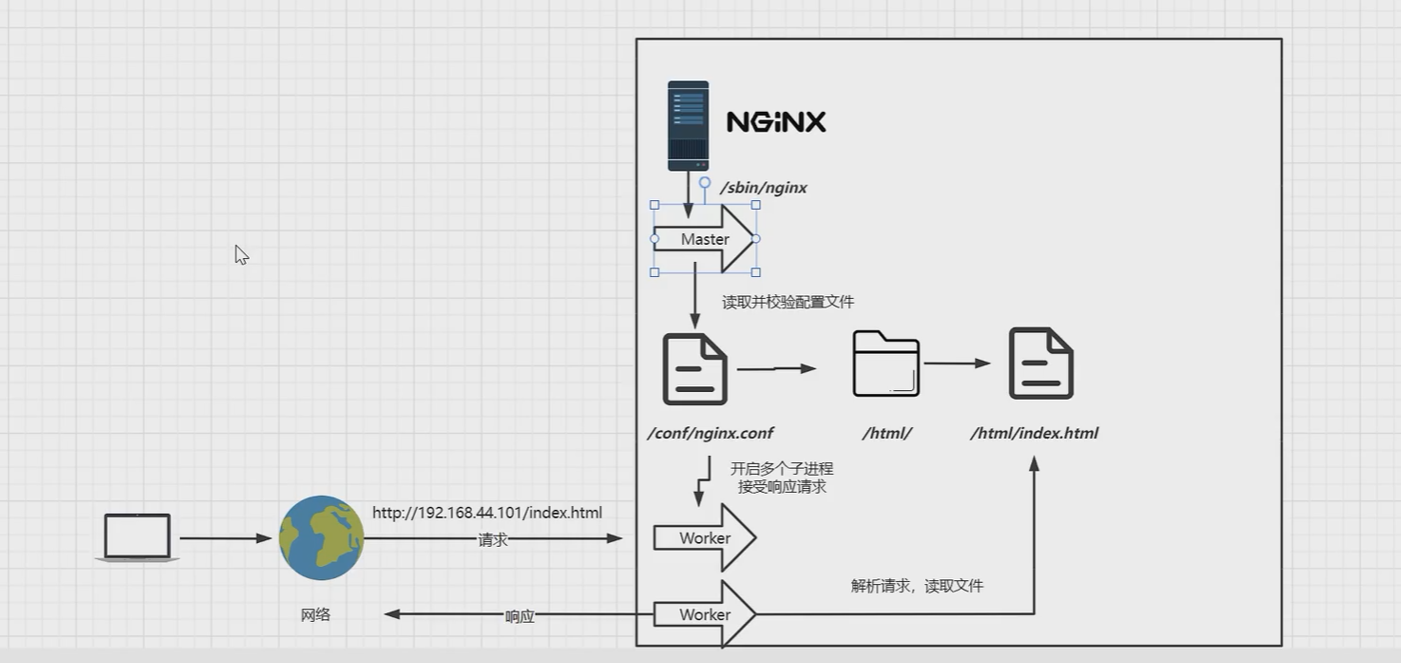 NGiNX
/sbin/nginx
Master
读取并校验配置文件
/conf/nginx.conf
/html/
/html/index.html
开启多个子进程
接受响应请求
http://192.168.44.101/index.html
请求
Worker
解析请求，读取文件
网络
响应
Worker